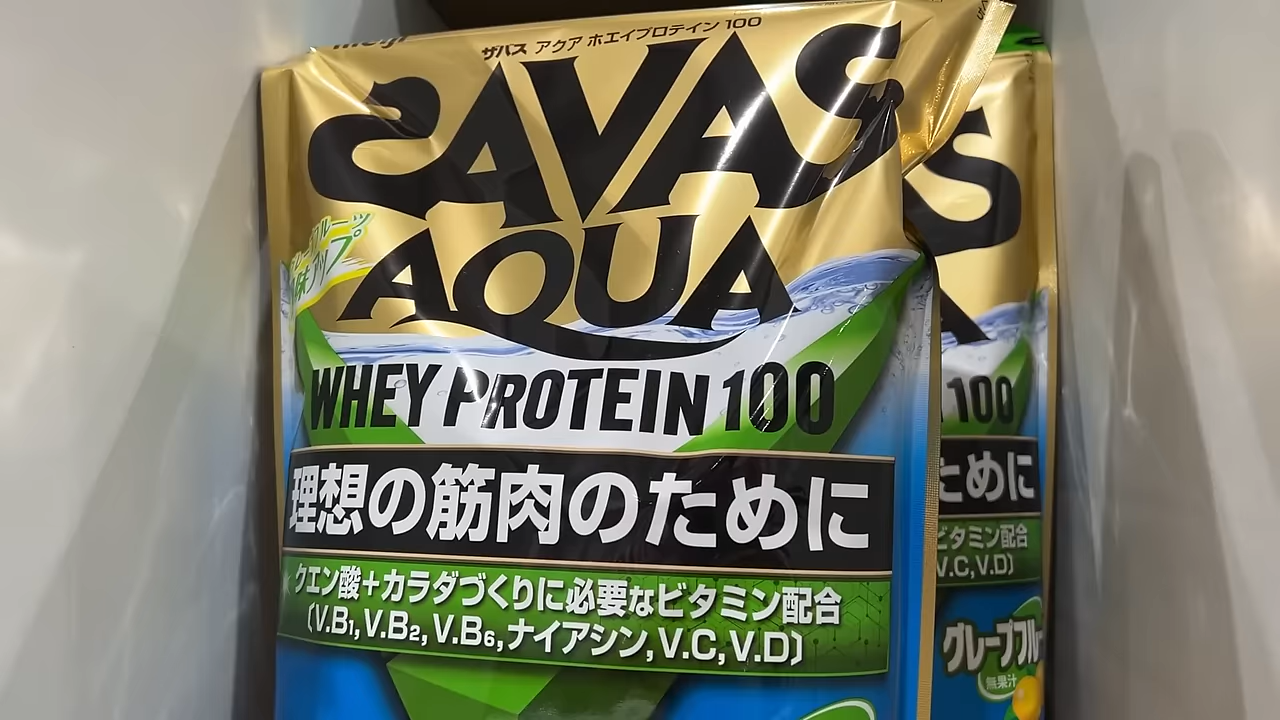 meiji
ザバス アクア ホエイプロテイン 100
SAVAS
AQUA
WHEY PROTEIN 100
理想の筋肉のために
クエン酸+カラダづくりに必要なビタミン配合
〔V.B₁, V.B₂, V.B₆, ナイアシン, V.C, V.D〕
S
A
100
ために
ビタミン配合
V.C, V.D〕
グレープフルー
無果汁